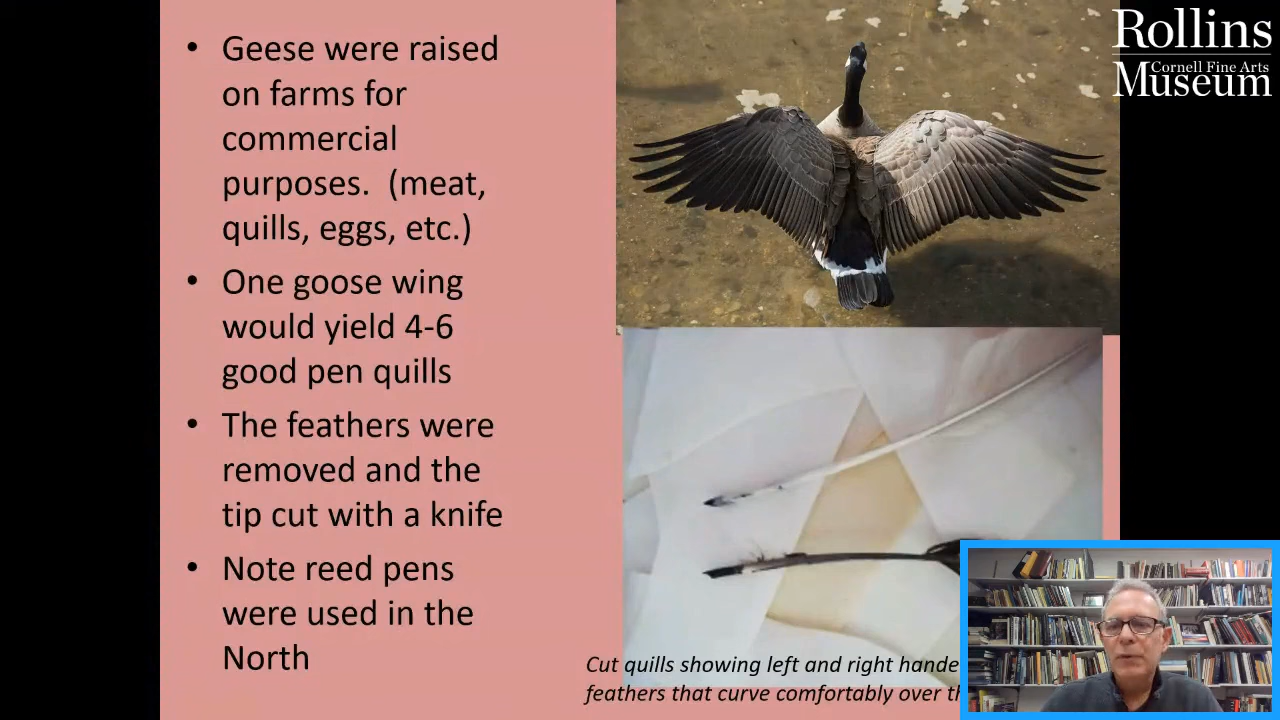 • Geese were raised
on farms for
commercial
purposes. (meat,
quills, eggs, etc.)
• One goose wing
would yield 4-6
good pen quills
• The feathers were
removed and the
tip cut with a knife
• Note reed pens
were used in the
North
Rollins
Cornell Fine Arts
Museum
Cut quills showing left and right
feathers that curve comfortably over